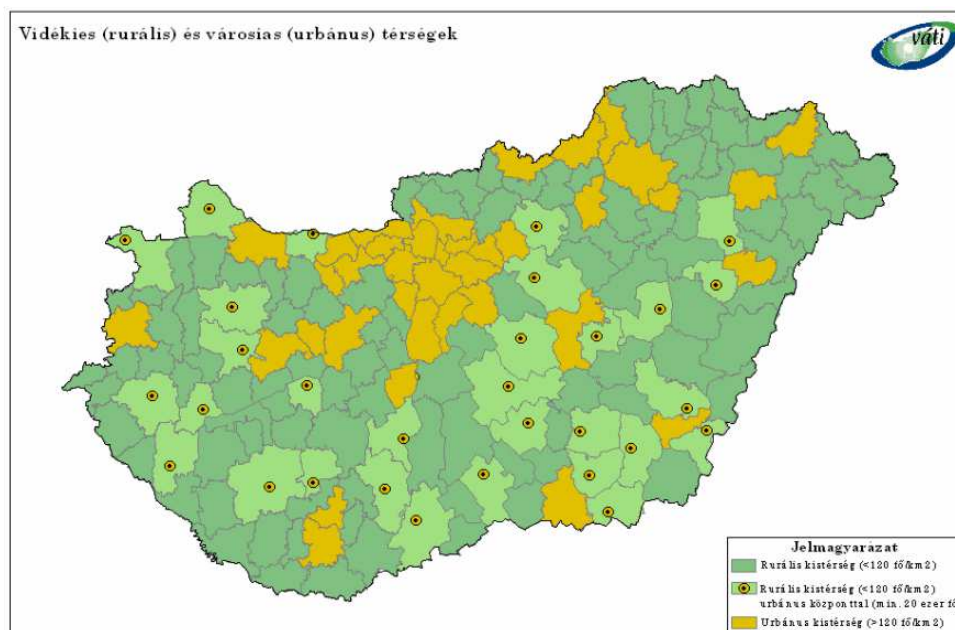 Vidékies (rurális) és városias (urbánus) térségek
váti
Jelmagyarázat
Rurális kistérség (<120 fő/km2)
Rurális kistérség (<120 fő/km2)
urbánus központtal (min. 20 ezer fő
Urbánus kistérség (>120 fő/km2)